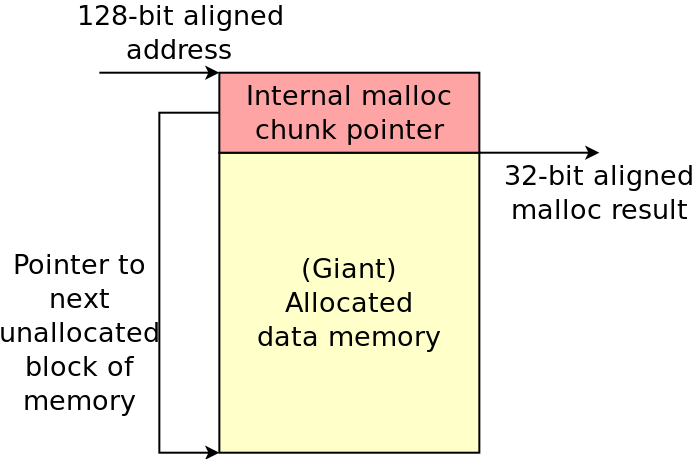 128-bit aligned
address
Internal malloc
chunk pointer
32-bit aligned
malloc result
Pointer to
next
unallocated
block of
memory
(Giant)
Allocated
data memory